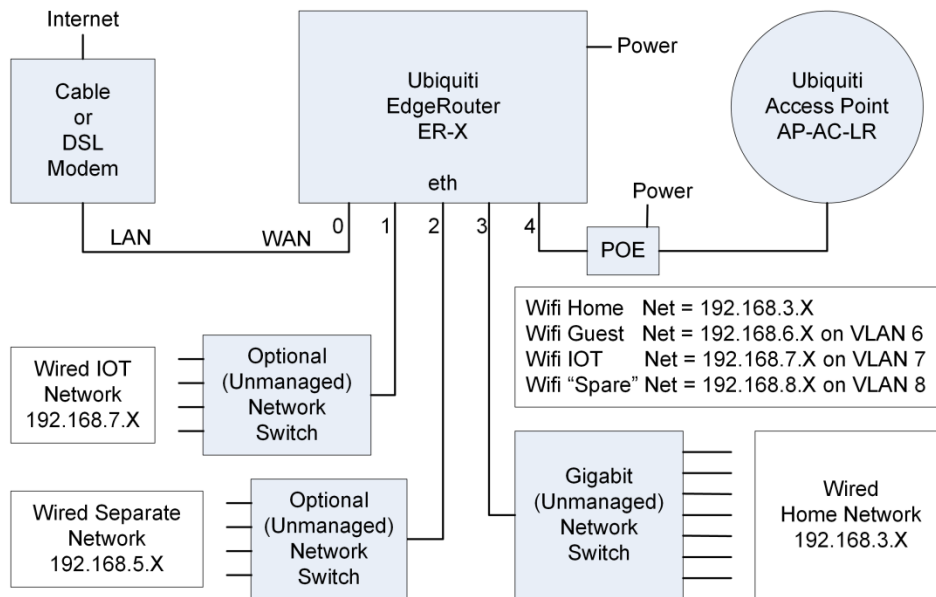 Internet
Cable
or
DSL
Modem
Ubiquiti
EdgeRouter
ER-X
eth
Power
Ubiquiti
Access Point
AP-AC-LR
0
1
2
3
4
LAN
WAN
Power
POE
Wifi Home Net = 192.168.3.X
Wifi Guest Net = 192.168.6.X on VLAN 6
Wifi IOT Net = 192.168.7.X on VLAN 7
Wifi “Spare” Net = 192.168.8.X on VLAN 8
Wired IOT
Network
192.168.7.X
Optional
(Unmanaged)
Network
Switch
Wired Separate
Network
192.168.5.X
Optional
(Unmanaged)
Network
Switch
Gigabit
(Unmanaged)
Network
Switch
Wired
Home Network
192.168.3.X